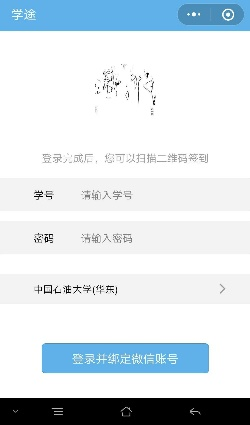 学途
登录完成后，您可以扫描二维码签到
学号 请输入学号
密码 请输入密码
中国石油大学(华东)
登录并绑定微信账号